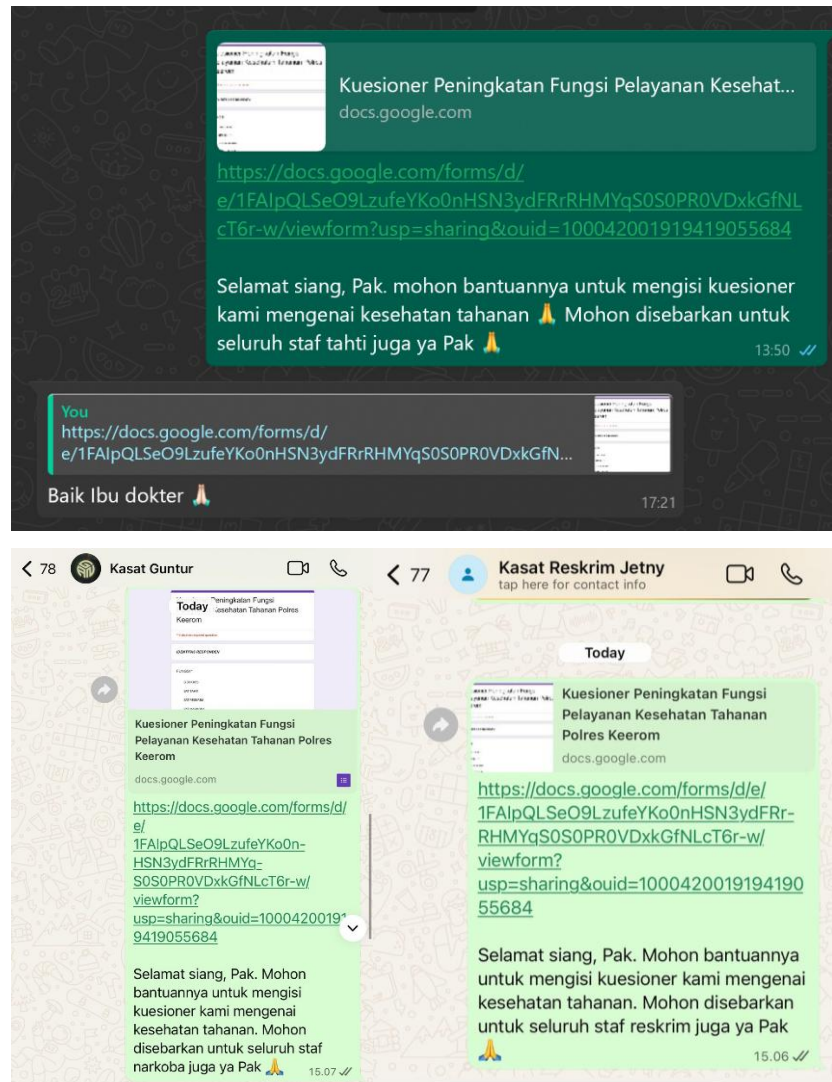 Kuesioner Peningkatan Fungsi Pelayanan Kesehat...
docs.google.com
https://docs.google.com/forms/d/
e/1FAIpQLSeO9LzufeYKo0nHSN3ydFRrRHMYqS0S0PR0VDxkGfNL
cT6r-w/viewform?usp=sharing&ouid=100042001919419055684
Selamat siang, Pak. mohon bantuannya untuk mengisi kuesioner
kami mengenai kesehatan tahanan 🙏 Mohon disebarkan untuk
seluruh staf tahti juga ya Pak 🙏
13:50
You
https://docs.google.com/forms/d/
e/1FAIpQLSeO9LzufeYKo0nHSN3ydFRrRHMYqS0S0PR0VDxkGfN...
Baik Ibu dokter 🙏🏻
17:21
78 Kasat Guntur
Today
Peningkatan Fungsi
Kesehatan Tahanan Polres
Keerom
Kuesioner Peningkatan Fungsi
Pelayanan Kesehatan Tahanan Polres
Keerom
docs.google.com
https://docs.google.com/forms/d/
e/
1FAIpQLSeO9LzufeYKo0n-
HSN3ydFRrRHMYq-
S0S0PR0VDxkGfNLcT6r-w/
viewform?
usp=sharing&ouid=10004200191
9419055684
Selamat siang, Pak. Mohon
bantuannya untuk mengisi
kuesioner kami mengenai
kesehatan tahanan. Mohon
disebarkan untuk seluruh staf
narkoba juga ya Pak 🙏
15.07
77 Kasat Reskrim Jetny
tap here for contact info
Today
Kuesioner Peningkatan Fungsi
Pelayanan Kesehatan Tahanan
Polres Keerom
docs.google.com
https://docs.google.com/forms/d/e/
1FAIpQLSeO9LzufeYKo0nHSN3ydFRr-
RHMYqS0S0PR0VDxkGfNLcT6r-w/
viewform?
usp=sharing&ouid=1000420019194190
55684
Selamat siang, Pak. Mohon bantuannya
untuk mengisi kuesioner kami mengenai
kesehatan tahanan. Mohon disebarkan
untuk seluruh staf reskrim juga ya Pak
🙏
15.06